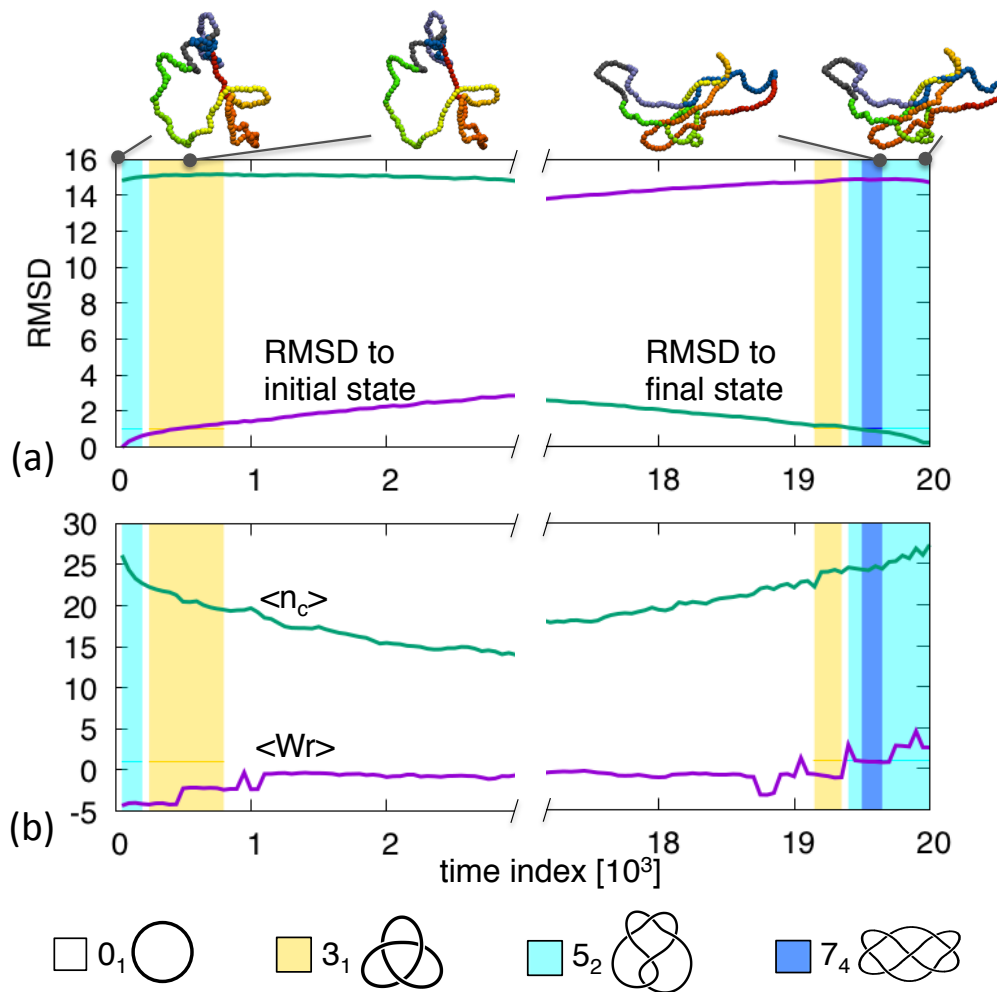 16
14
12
10
8
6
4
2
0
RMSD
RMSD to
initial state
RMSD to
final state
(a)
0 1 2 18 19 20
30
25
20
15
10
5
0
-5
<n_c>
<Wr>
(b)
0 1 2 18 19 20
time index [10³]
0₁ 3₁ 5₂ 7₄